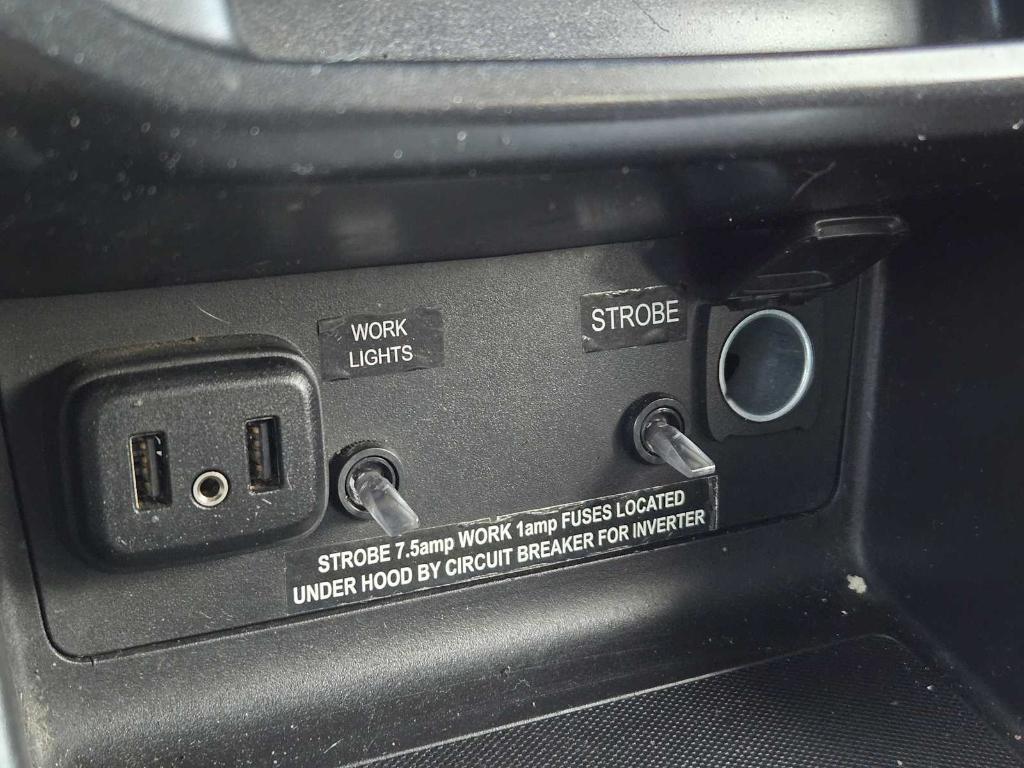 WORK
LIGHTS
STROBE
STROBE 7.5amp WORK 1amp FUSES LOCATED
UNDER HOOD BY CIRCUIT BREAKER FOR INVERTER